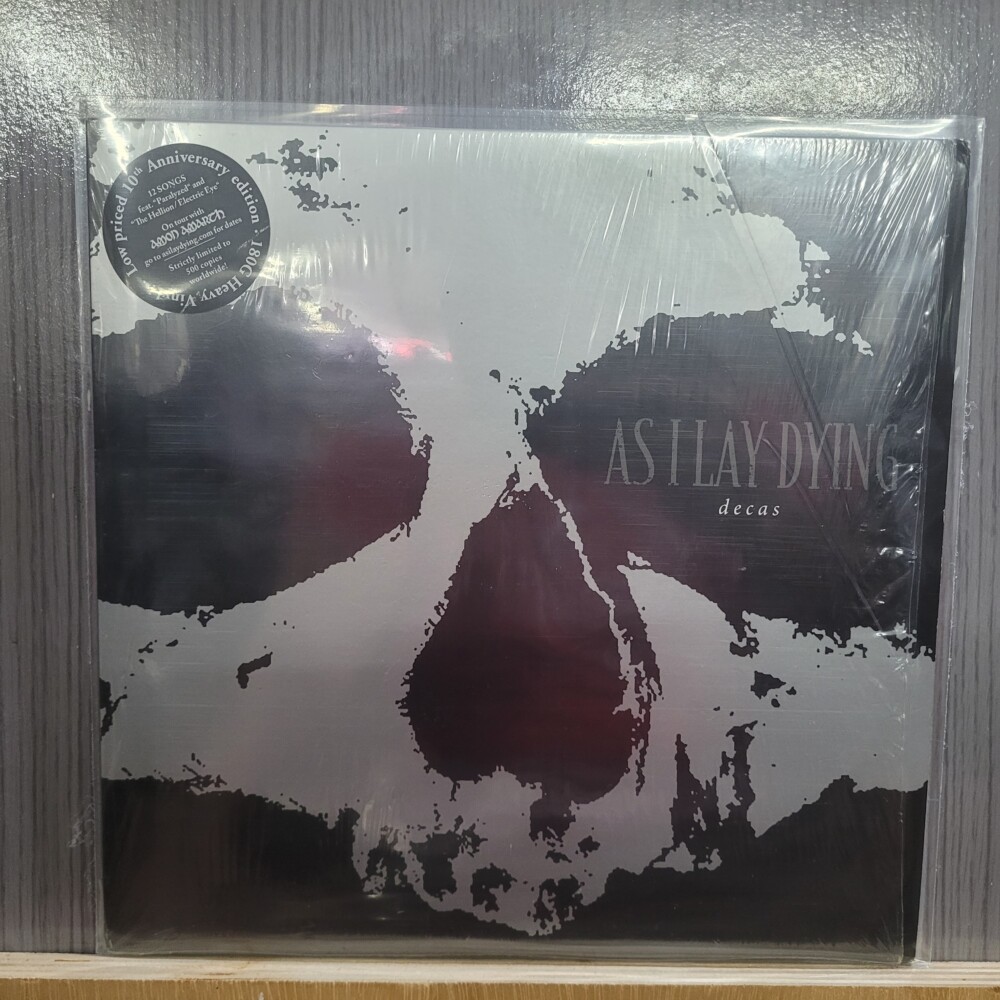 Low priced 10th Anniversary edition · 180G Heavy Vinyl
12 SONGS
feat. "Paralyzed" and
"The Hellion / Electric Eye"
On tour with
AMON AMARTH
go to asilaydying.com for dates
Strictly limited to
500 copies
worldwide!
AS I LAY DYING
decas